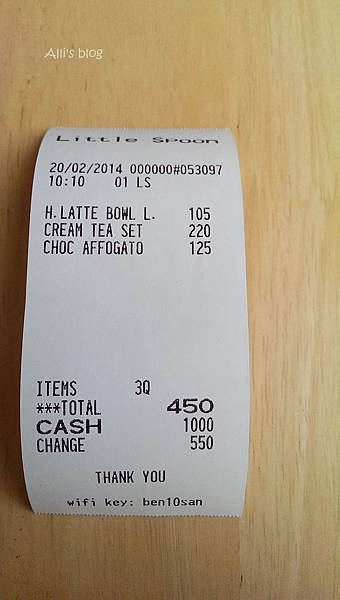 Alli's blog
Little Spoon
20/02/2014 000000#053097
10:10 01 LS
H.LATTE BOWL L. 105
CREAM TEA SET 220
CHOC AFFOGATO 125
ITEMS 3Q
***TOTAL 450
CASH 1000
CHANGE 550
THANK YOU
wifi key: ben10san